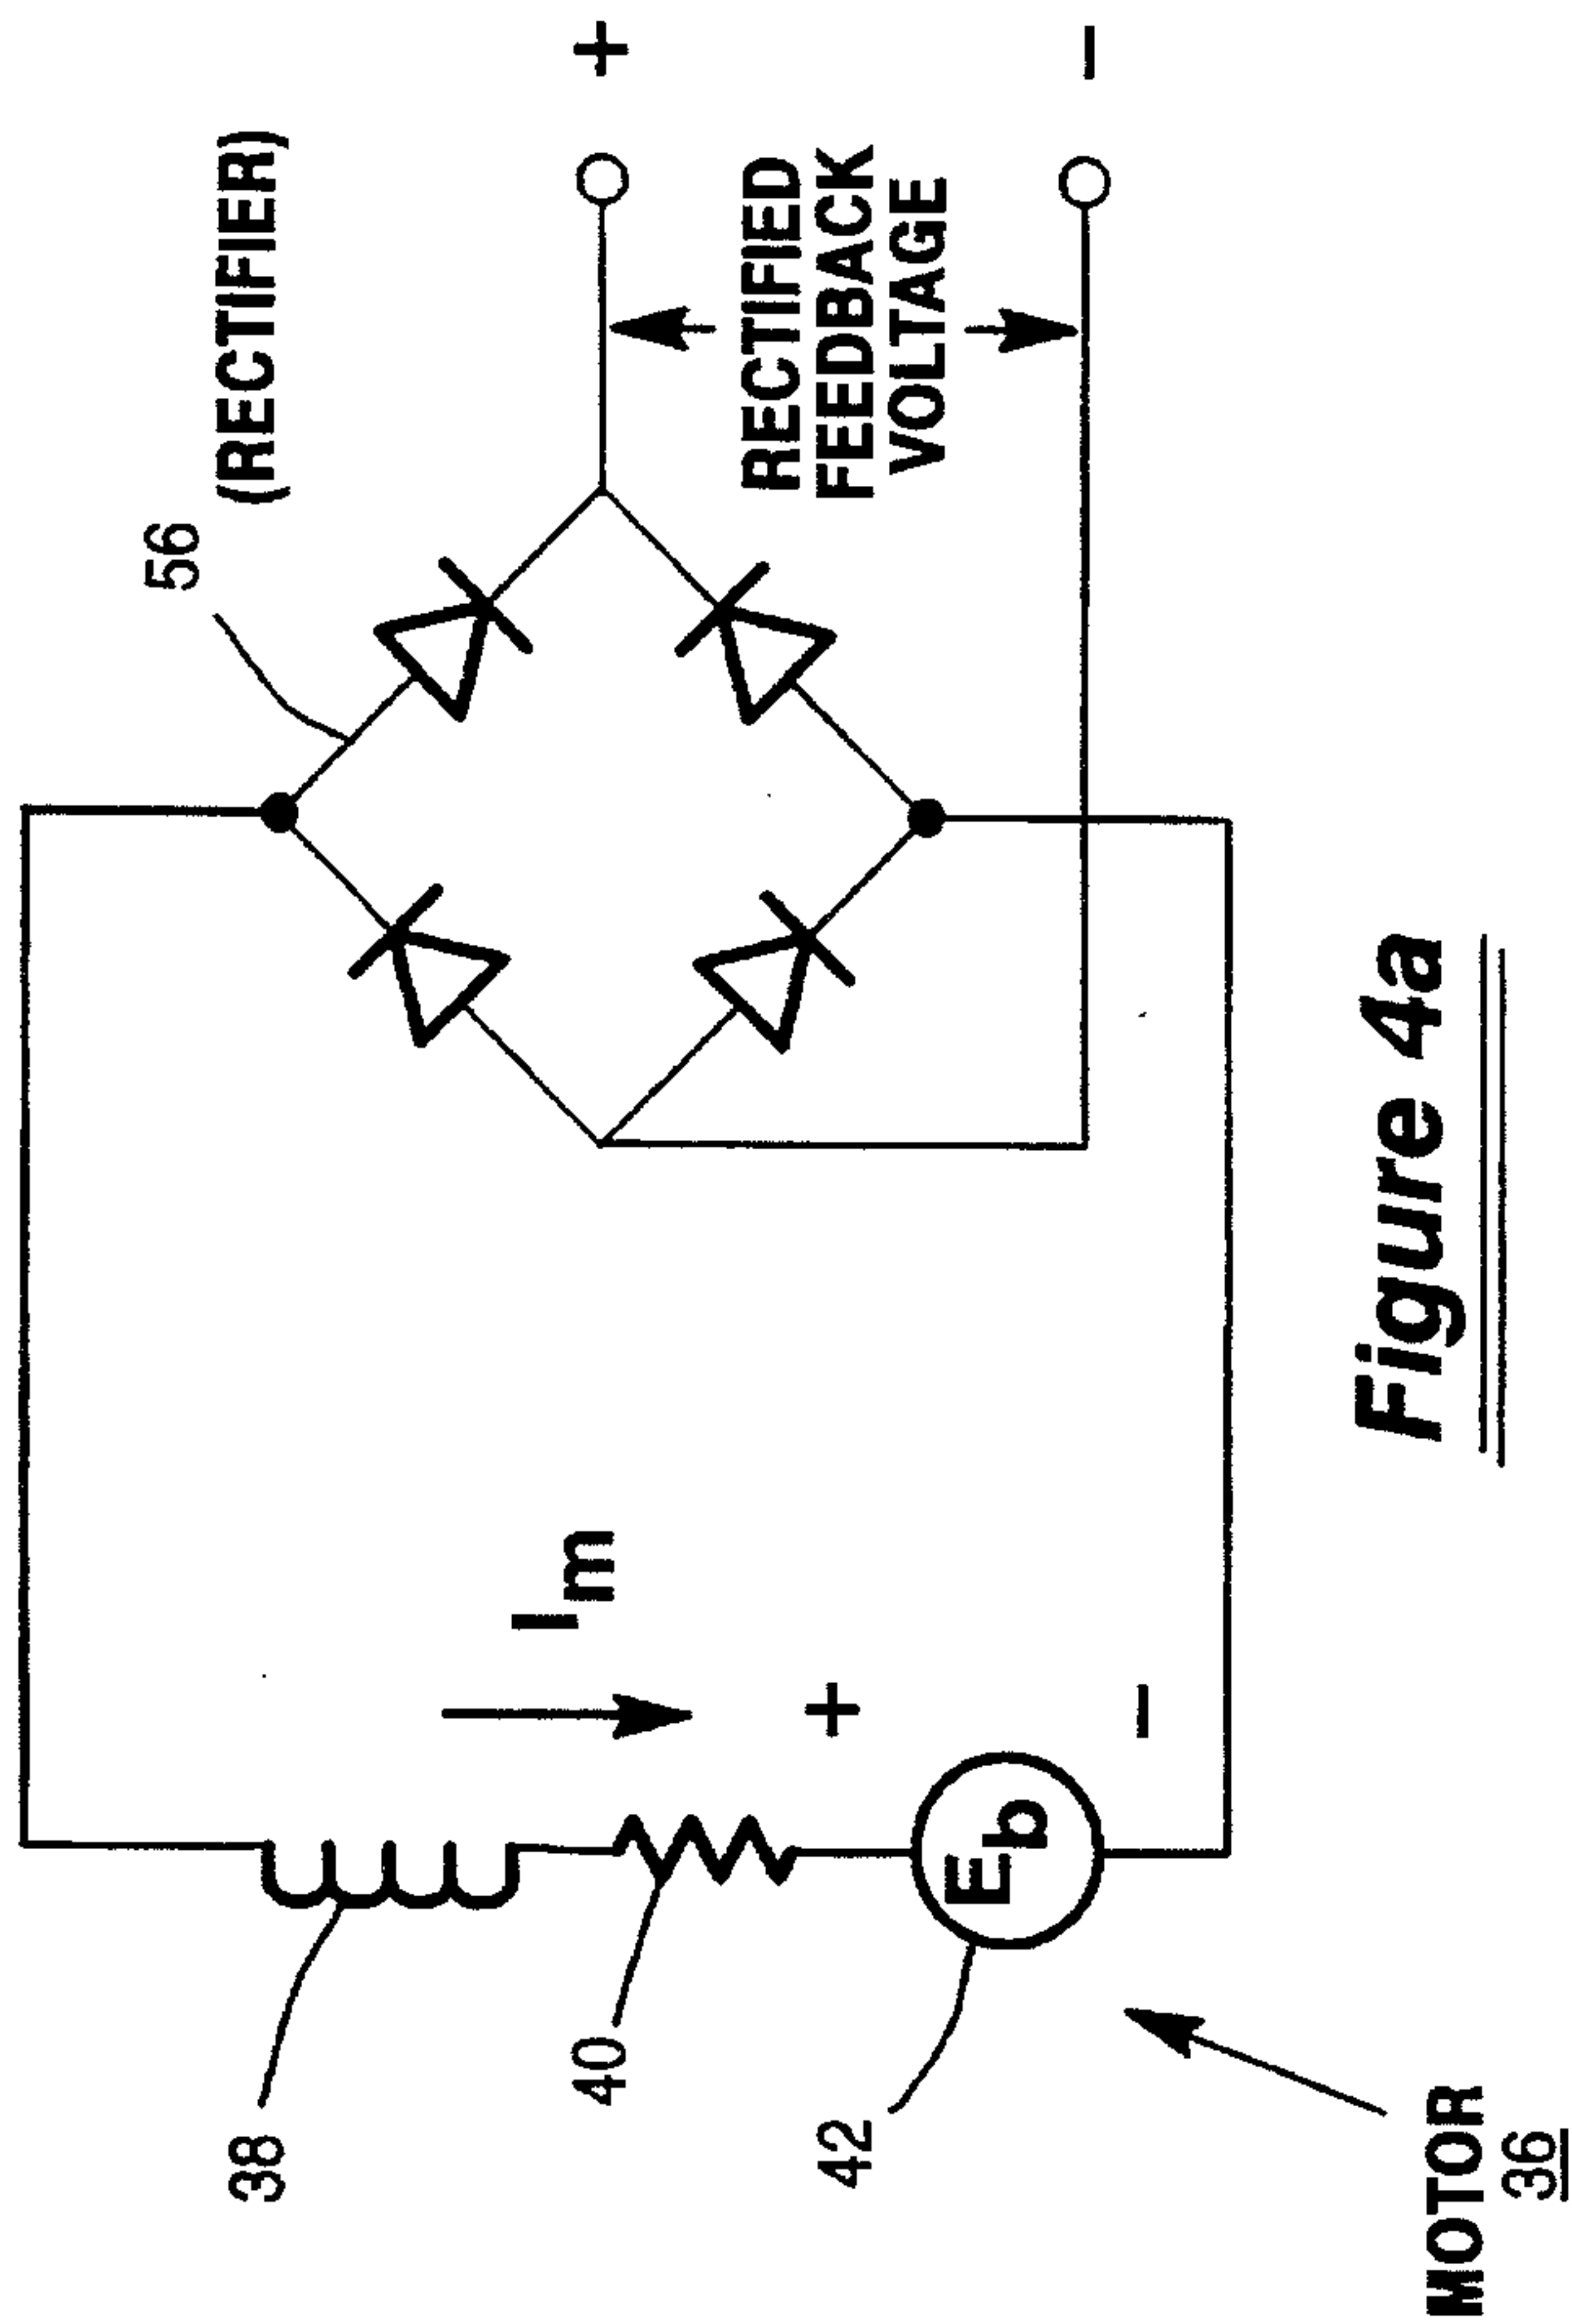 56
(RECTIFIER)
+
38
Im
40
RECTIFIED
FEEDBACK
VOLTAGE
+
42
Eb
−
−
MOTOR
36
Figure 4a